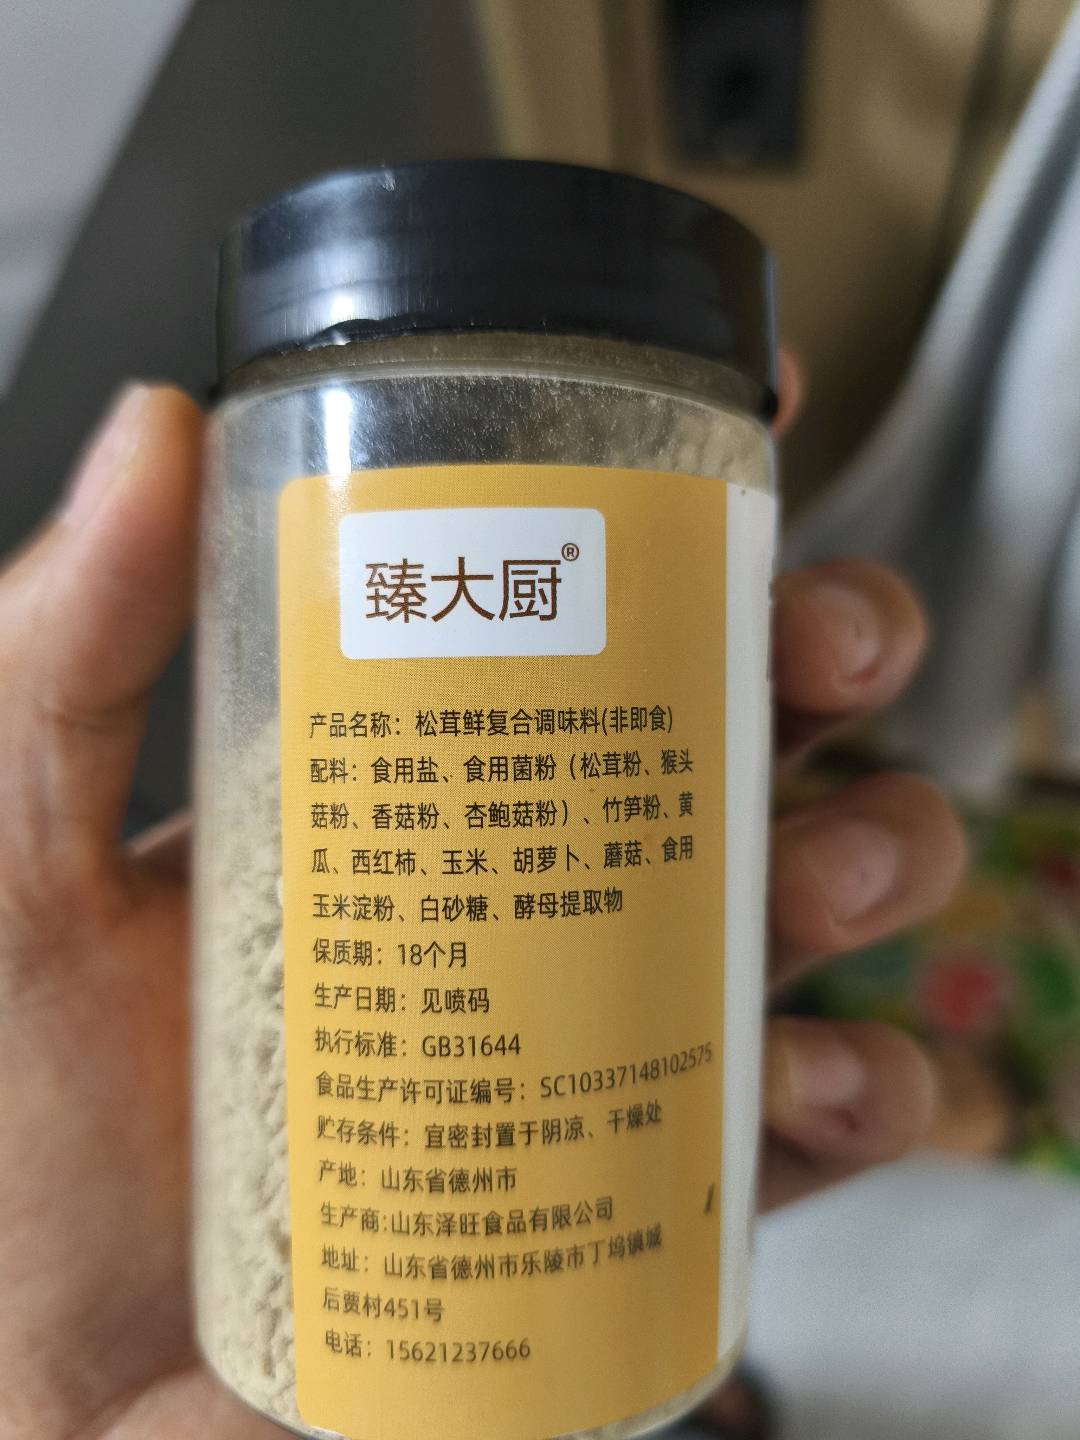 臻大厨®
产品名称：松茸鲜复合调味料(非即食)
配料：食用盐、食用菌粉（松茸粉、猴头
菇粉、香菇粉、杏鲍菇粉）、竹笋粉、黄
瓜、西红柿、玉米、胡萝卜、蘑菇、食用
玉米淀粉、白砂糖、酵母提取物
保质期：18个月
生产日期：见喷码
执行标准：GB31644
食品生产许可证编号：SC10337148102575
贮存条件：宜密封置于阴凉、干燥处
产地：山东省德州市
生产商:山东泽旺食品有限公司
地址：山东省德州市乐陵市丁坞镇城
后贾村451号
电话：15621237666